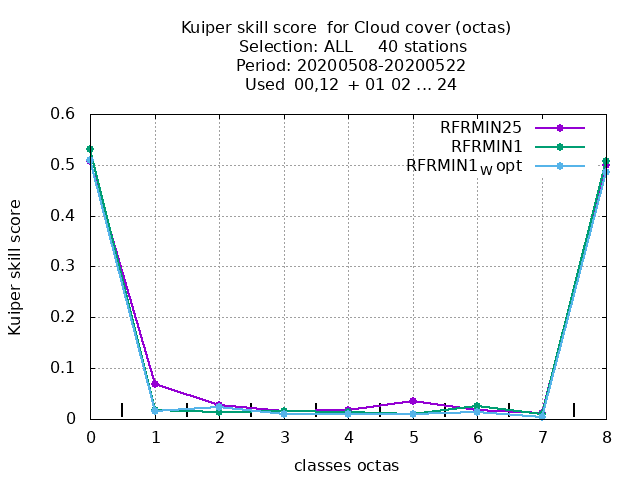 Kuiper skill score  for Cloud cover (octas)
Selection: ALL     40 stations
Period: 20200508-20200522
Used  00,12  + 01 02 ... 24
0.6
0.5
0.4
0.3
0.2
0.1
0
Kuiper skill score
RFRMIN25
RFRMIN1
RFRMIN1w opt
0 1 2 3 4 5 6 7 8
classes octas